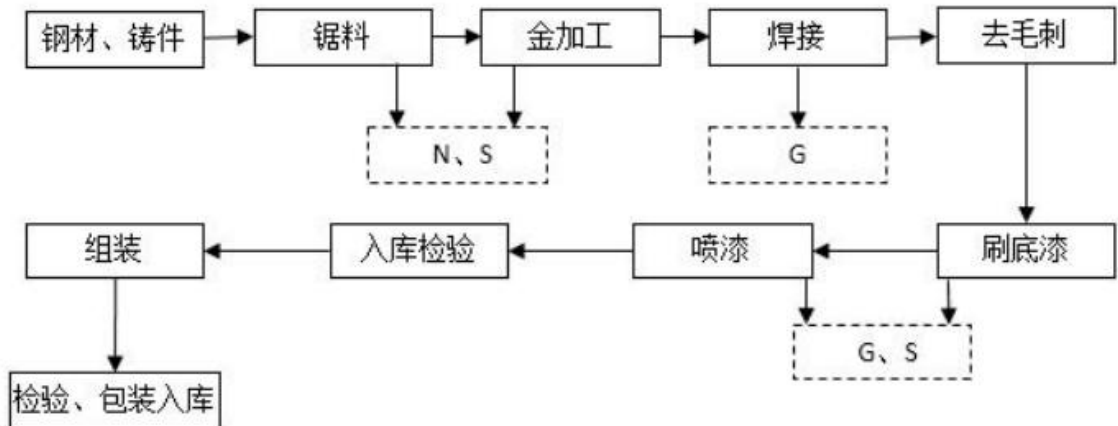 钢材、铸件
锯料
金加工
焊接
去毛刺
N、S
G
组装
入库检验
喷漆
刷底漆
G、S
检验、包装入库